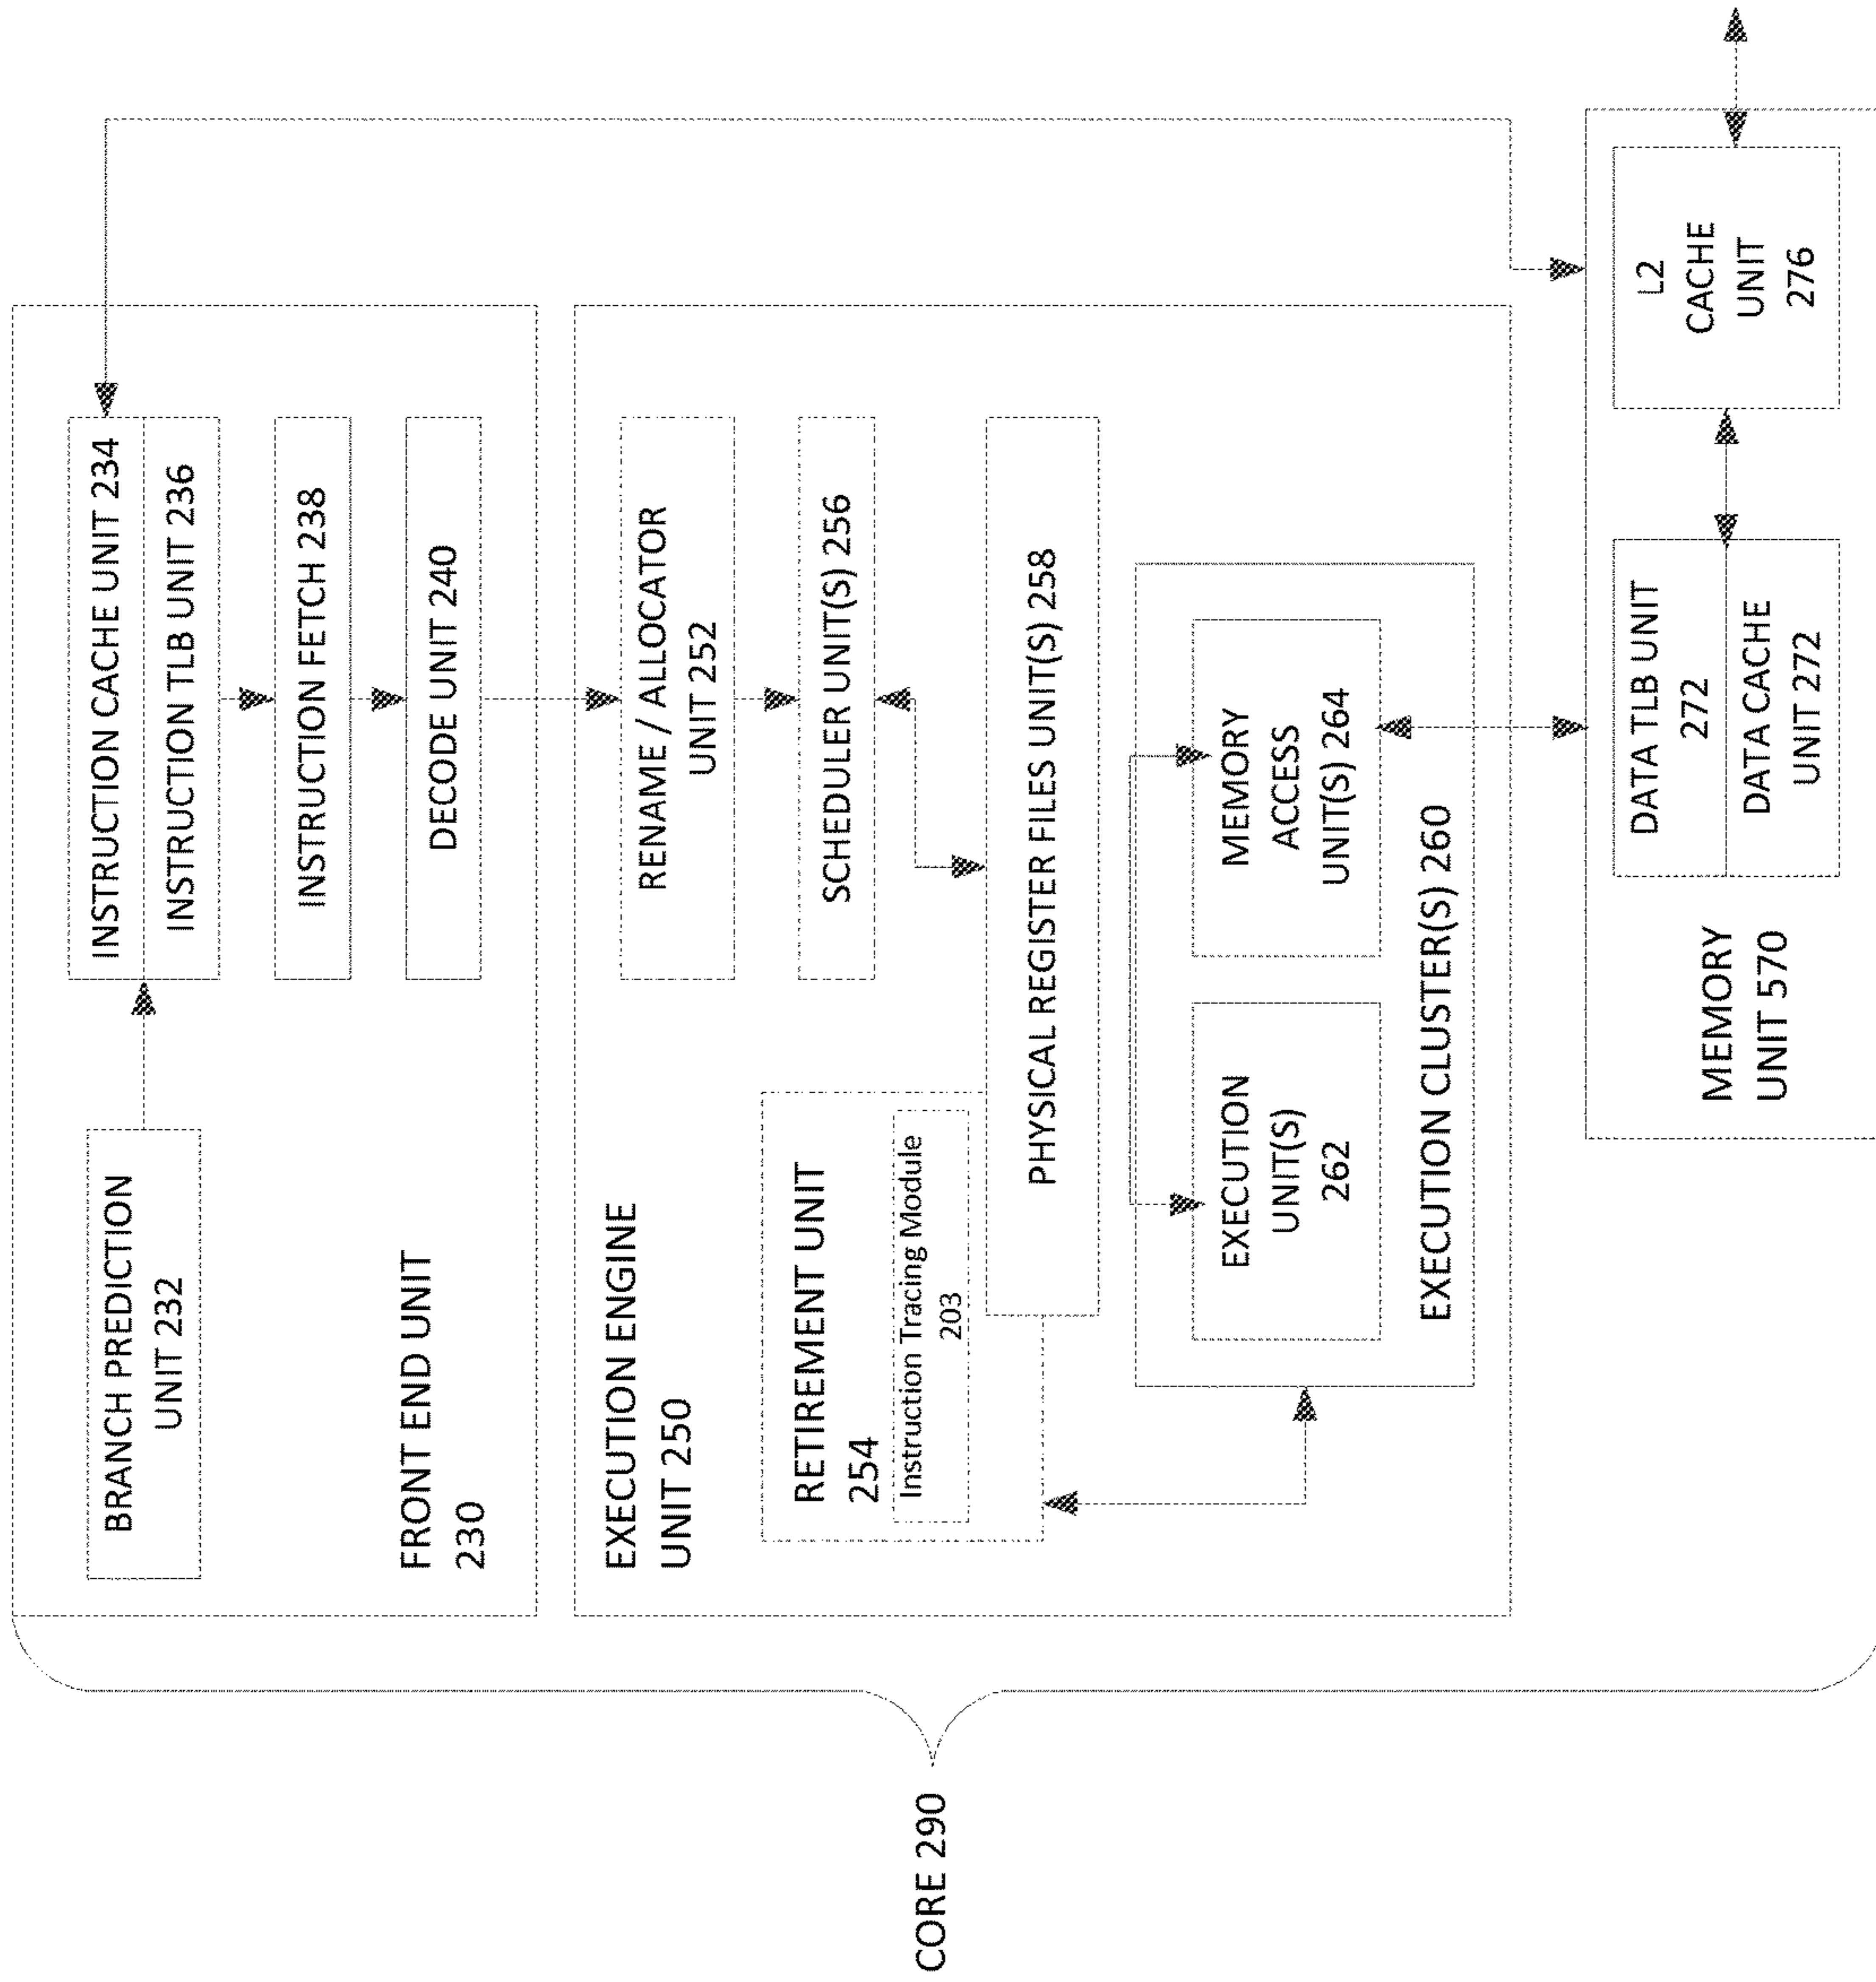 CORE 290
BRANCH PREDICTION
UNIT 232
INSTRUCTION CACHE UNIT 234
INSTRUCTION TLB UNIT 236
INSTRUCTION FETCH 238
DECODE UNIT 240
FRONT END UNIT
230
EXECUTION ENGINE
UNIT 250
RENAME / ALLOCATOR
UNIT 252
SCHEDULER UNIT(S) 256
RETIREMENT UNIT
254
Instruction Tracing Module
203
PHYSICAL REGISTER FILES UNIT(S) 258
EXECUTION
UNIT(S)
262
MEMORY
ACCESS
UNIT(S) 264
EXECUTION CLUSTER(S) 260
MEMORY
UNIT 570
DATA TLB UNIT
272
DATA CACHE
UNIT 272
L2
CACHE
UNIT
276